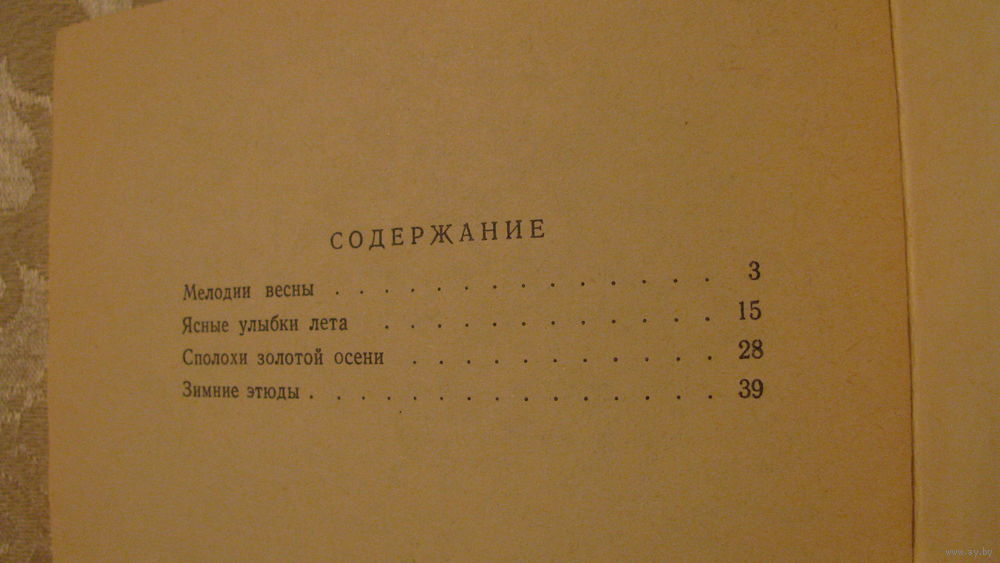 СОДЕРЖАНИЕ
Мелодии весны . . . . . . . . . . . . . . . 3
Ясные улыбки лета . . . . . . . . . . . . . . 15
Сполохи золотой осени . . . . . . . . . . . . 28
Зимние этюды . . . . . . . . . . . . . . . . . 39
www.ay.by